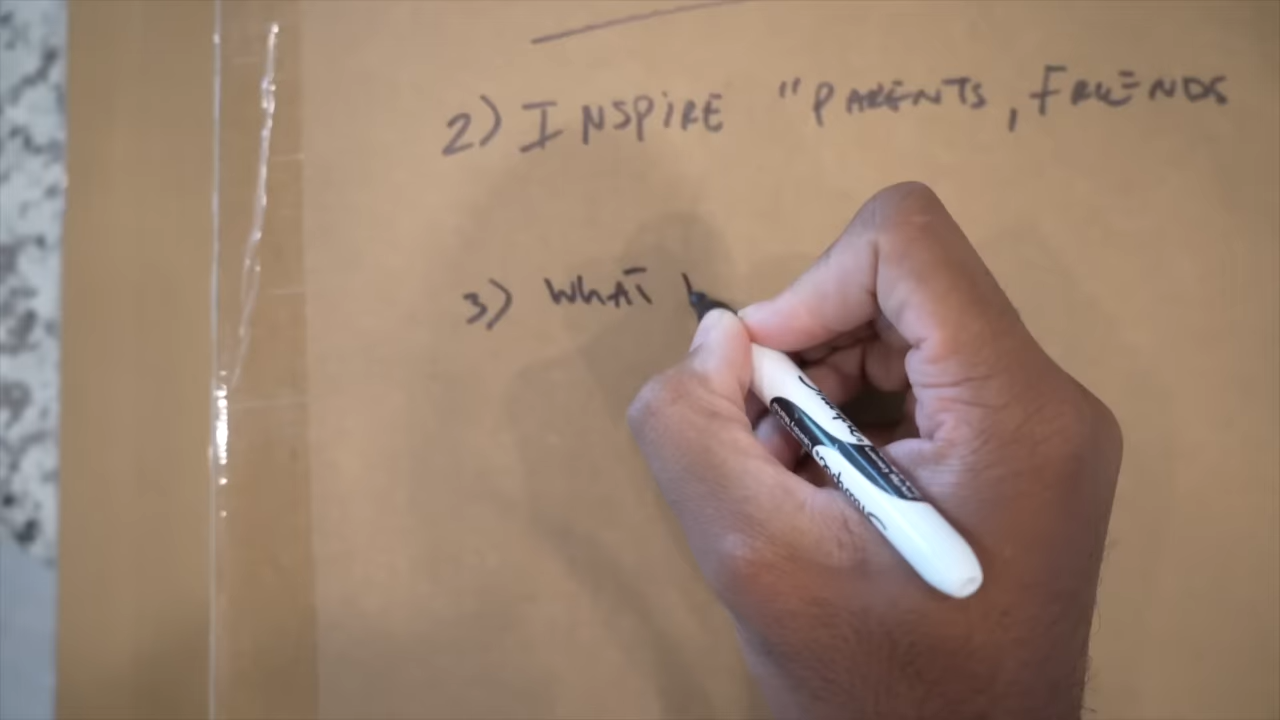 2) INSPIRE "PARENTS, FRIENDS
3) WHAT